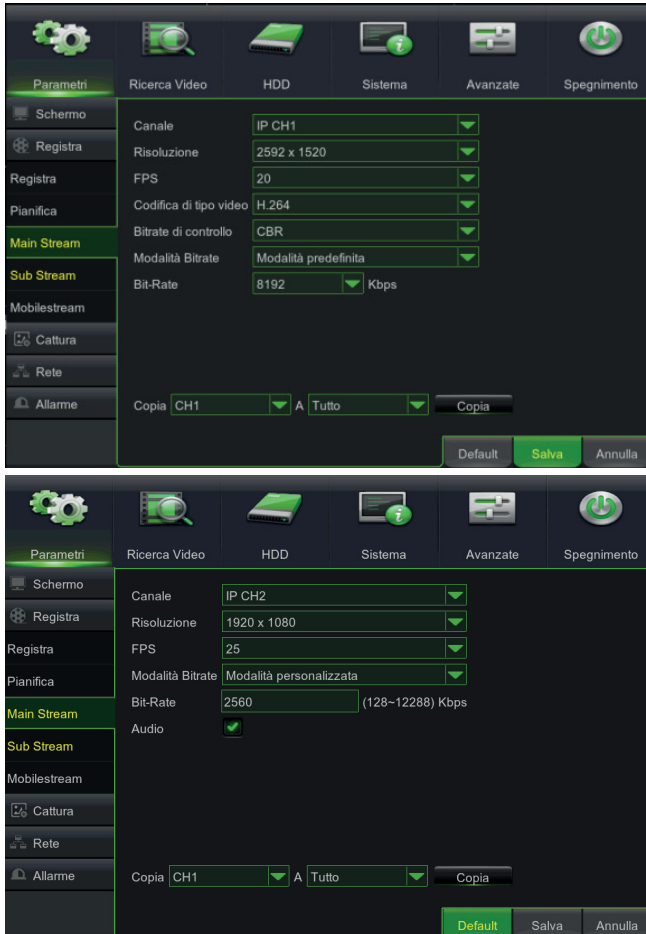 Parametri Ricerca Video HDD Sistema Avanzate Spegnimento
Schermo
Registra
Registra
Pianifica
Main Stream
Sub Stream
Mobilestream
Cattura
Rete
Allarme
Canale IP CH1
Risoluzione 2592 x 1520
FPS 20
Codifica di tipo video H.264
Bitrate di controllo CBR
Modalità Bitrate Modalità predefinita
Bit-Rate 8192 Kbps
Copia CH1 A Tutto Copia
Default Salva Annulla
Parametri Ricerca Video HDD Sistema Avanzate Spegnimento
Schermo
Registra
Registra
Pianifica
Main Stream
Sub Stream
Mobilestream
Cattura
Rete
Allarme
Canale IP CH2
Risoluzione 1920 x 1080
FPS 25
Modalità Bitrate Modalità personalizzata
Bit-Rate 2560 (128~12288) Kbps
Audio
Copia CH1 A Tutto Copia
Default Salva Annulla